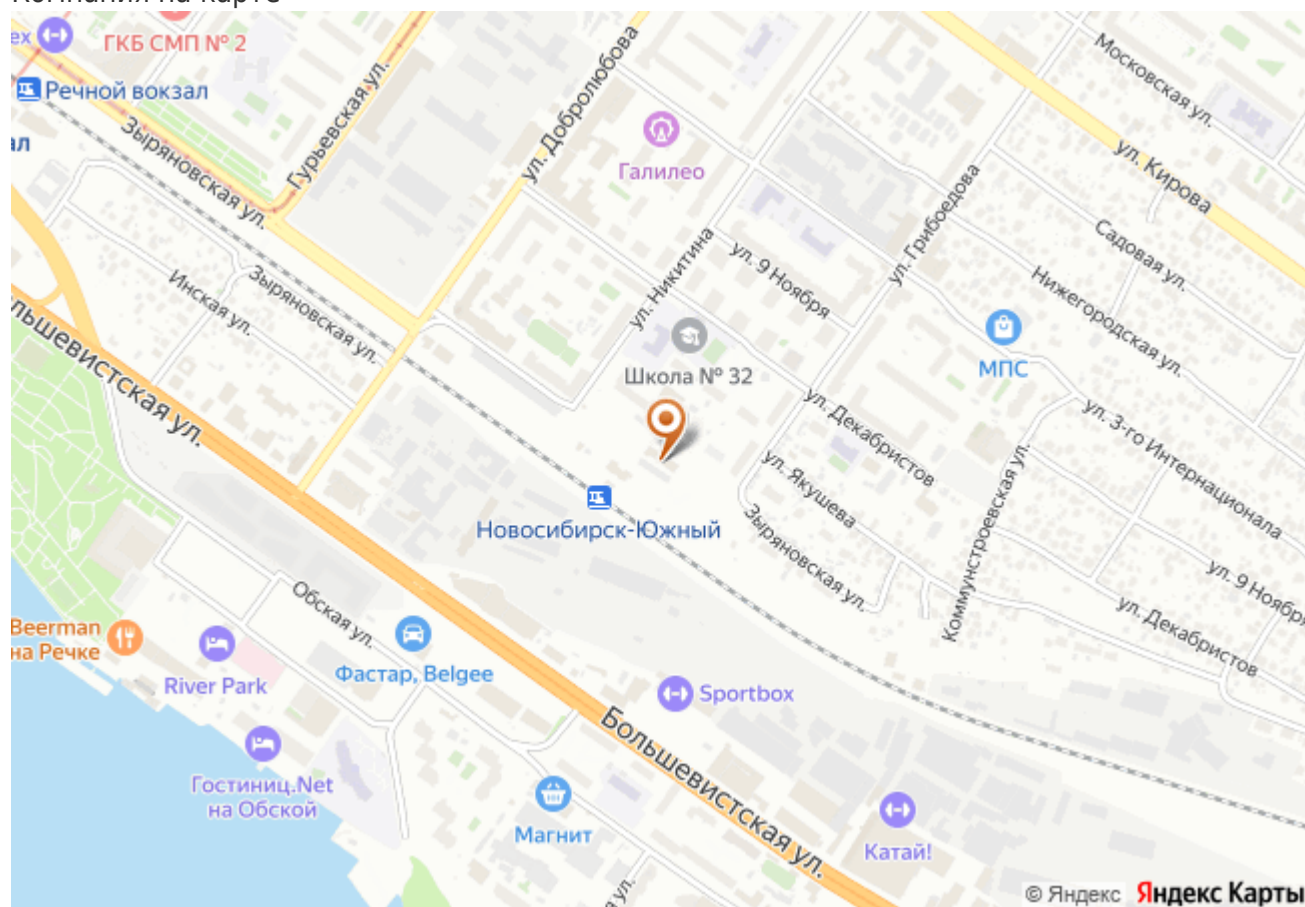 Компания на карте
ГКБ СМП № 2
Речной вокзал
Гурьевская ул.
Зыряновская ул.
ул. Добролюбова
Галилео
Московская ул.
ул. Кирова
Садовая ул.
ул. Грибоедова
Нижегородская ул.
ул. Никитина
ул. 9 Ноября
Инская ул.
Зыряновская ул.
Школа № 32
МПС
ул. Декабристов
ул. 3-го Интернационала
ул. Якушева
Зыряновская ул.
Коммунстроевская ул.
ул. 9 Ноября
ул. Декабристов
Новосибирск-Южный
Обская ул.
Beerman
на Речке
River Park
Фастар, Belgee
Sportbox
Большевистская ул.
Гостиниц.Net
на Обской
Магнит
Катай!
© Яндекс Яндекс Карты